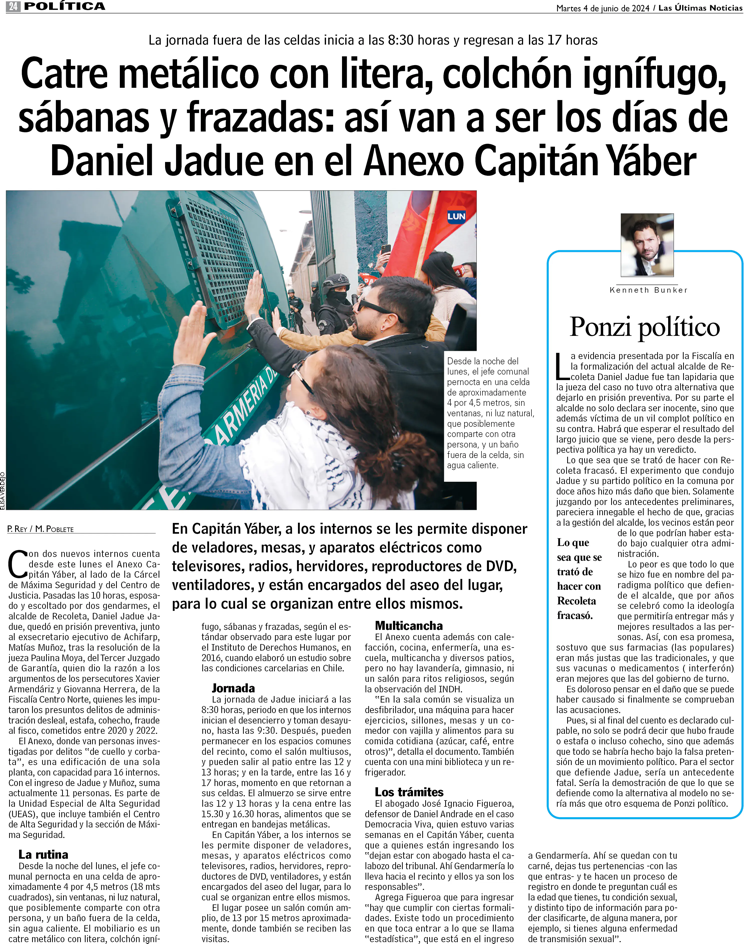 24 POLÍTICA
Martes 4 de junio de 2024 / Las Últimas Noticias
La jornada fuera de las celdas inicia a las 8:30 horas y regresan a las 17 horas
Catre metálico con litera, colchón ignífugo,
sábanas y frazadas: así van a ser los días de
Daniel Jadue en el Anexo Capitán Yáber
LUN
GENDARMERÍA DE
ELISA VERDEJO
Desde la noche del
lunes, el jefe comunal
pernocta en una celda
de aproximadamente
4 por 4,5 metros, sin
ventanas, ni luz natural,
que posiblemente
comparte con otra
persona, y un baño
fuera de la celda, sin
agua caliente.
P. REY / M. POBLETE
Con dos nuevos internos cuenta
desde este lunes el Anexo Ca-
pitán Yáber, al lado de la Cárcel
de Máxima Seguridad y del Centro de
Justicia. Pasadas las 10 horas, esposa-
do y escoltado por dos gendarmes, el
alcalde de Recoleta, Daniel Jadue Ja-
due, quedó en prisión preventiva, junto
al exsecretario ejecutivo de Achifarp,
Matías Muñoz, tras la resolución de la
jueza Paulina Moya, del Tercer Juzgado
de Garantía, quien dio la razón a los
argumentos de los persecutores Xavier
Armendáriz y Giovanna Herrera, de la
Fiscalía Centro Norte, quienes les impu-
taron los presuntos delitos de adminis-
tración desleal, estafa, cohecho, fraude
al fisco, cometidos entre 2020 y 2022.
El Anexo, donde van personas inves-
tigadas por delitos "de cuello y corba-
ta", es una edificación de una sola
planta, con capacidad para 16 internos.
Con el ingreso de Jadue y Muñoz, suma
actualmente 11 personas. Es parte de
la Unidad Especial de Alta Seguridad
(UEAS), que incluye también el Centro
de Alta Seguridad y la sección de Máxi-
ma Seguridad.
La rutina
Desde la noche del lunes, el jefe co-
munal pernocta en una celda de apro-
ximadamente 4 por 4,5 metros (18 mts
cuadrados), sin ventanas, ni luz natural,
que posiblemente comparte con otra
persona, y un baño fuera de la celda,
sin agua caliente. El mobiliario es un
catre metálico con litera, colchón igní-
En Capitán Yáber, a los internos se les permite disponer
de veladores, mesas, y aparatos eléctricos como
televisores, radios, hervidores, reproductores de DVD,
ventiladores, y están encargados del aseo del lugar,
para lo cual se organizan entre ellos mismos.
fugo, sábanas y frazadas, según el es-
tándar observado para este lugar por
el Instituto de Derechos Humanos, en
2016, cuando elaboró un estudio sobre
las condiciones carcelarias en Chile.
Jornada
La jornada de Jadue iniciará a las
8:30 horas, periodo en que los internos
inician el desencierro y toman desayu-
no, hasta las 9:30. Después, pueden
permanecer en los espacios comunes
del recinto, como el salón multiusos,
y pueden salir al patio entre las 12 y
13 horas; y en la tarde, entre las 16 y
17 horas, momento en que retornan a
sus celdas. El almuerzo se sirve entre
las 12 y 13 horas y la cena entre las
15.30 y 16.30 horas, alimentos que se
entregan en bandejas metálicas.
En Capitán Yáber, a los internos se
les permite disponer de veladores,
mesas, y aparatos eléctricos como
televisores, radios, hervidores, repro-
ductores de DVD, ventiladores, y están
encargados del aseo del lugar, para lo
cual se organizan entre ellos mismos.
El lugar posee un salón común am-
plio, de 13 por 15 metros aproximada-
mente, donde también se reciben las
visitas.
Multicancha
El Anexo cuenta además con cale-
facción, cocina, enfermería, una es-
cuela, multicancha y diversos patios,
pero no hay lavandería, gimnasio, ni
un salón para ritos religiosos, según
la observación del INDH.
"En la sala común se visualiza un
desfibrilador, una máquina para hacer
ejercicios, sillones, mesas y un co-
medor con vajilla y alimentos para su
comida cotidiana (azúcar, café, entre
otros)", detalla el documento. También
cuenta con una mini biblioteca y un re-
frigerador.
Los trámites
El abogado José Ignacio Figueroa,
defensor de Daniel Andrade en el caso
Democracia Viva, quien estuvo varias
semanas en el Capitán Yáber, cuenta
que a quienes están ingresando los
"dejan estar con abogado hasta el ca-
labozo del tribunal. Ahí Gendarmería lo
lleva hacia el recinto y ellos ya son los
responsables".
Agrega Figueroa que para ingresar
"hay que cumplir con ciertas formali-
dades. Existe todo un procedimiento
en que toca entrar a lo que se llama
"estadística", que está en el ingreso
a Gendarmería. Ahí se quedan con tu
carné, dejas tus pertenencias -con las
que entras- y te hacen un proceso de
registro en donde te preguntan cuál es
la edad que tienes, tu condición sexual,
y distinto tipo de información para po-
der clasificarte, de alguna manera, por
ejemplo, si tienes alguna enfermedad
de transmisión sexual".
Kenneth Bunker
Ponzi político
La evidencia presentada por la Fiscalía en
la formalización del actual alcalde de Re-
coleta Daniel Jadue fue tan lapidaria que
la jueza del caso no tuvo otra alternativa que
dejarlo en prisión preventiva. Por su parte el
alcalde no solo declara ser inocente, sino que
además víctima de un vil complot político en
su contra. Habrá que esperar el resultado del
largo juicio que se viene, pero desde la pers-
pectiva política ya hay un veredicto.
Lo que sea que se trató de hacer con Re-
coleta fracasó. El experimento que condujo
Jadue y su partido político en la comuna por
doce años hizo más daño que bien. Solamente
juzgando por los antecedentes preliminares,
pareciera innegable el hecho de que, gracias
a la gestión del alcalde, los vecinos están peor
de lo que podrían haber esta-
do bajo cualquier otra admi-
nistración.
Lo peor es que todo lo que
se hizo fue en nombre del pa-
radigma político que defien-
de el alcalde, que por años
se celebró como la ideología
que permitiría entregar más y
mejores resultados a las per-
sonas. Así, con esa promesa,
sostuvo que sus farmacias (las populares)
eran más justas que las tradicionales, y que
sus vacunas o medicamentos ( interferón)
eran mejores que las del gobierno de turno.
Es doloroso pensar en el daño que se puede
haber causado si finalmente se comprueban
las acusaciones.
Pues, si al final del cuento es declarado cul-
pable, no solo se podrá decir que hubo fraude
o estafa o incluso cohecho, sino que además
que todo se habría hecho bajo la falsa preten-
sión de un movimiento político. Para el sector
que defiende Jadue, sería un antecedente
fatal. Sería la demostración de que lo que se
defiende como la alternativa al modelo no se-
ría más que otro esquema de Ponzi político.
Lo que
sea que se
trató de
hacer con
Recoleta
fracasó.